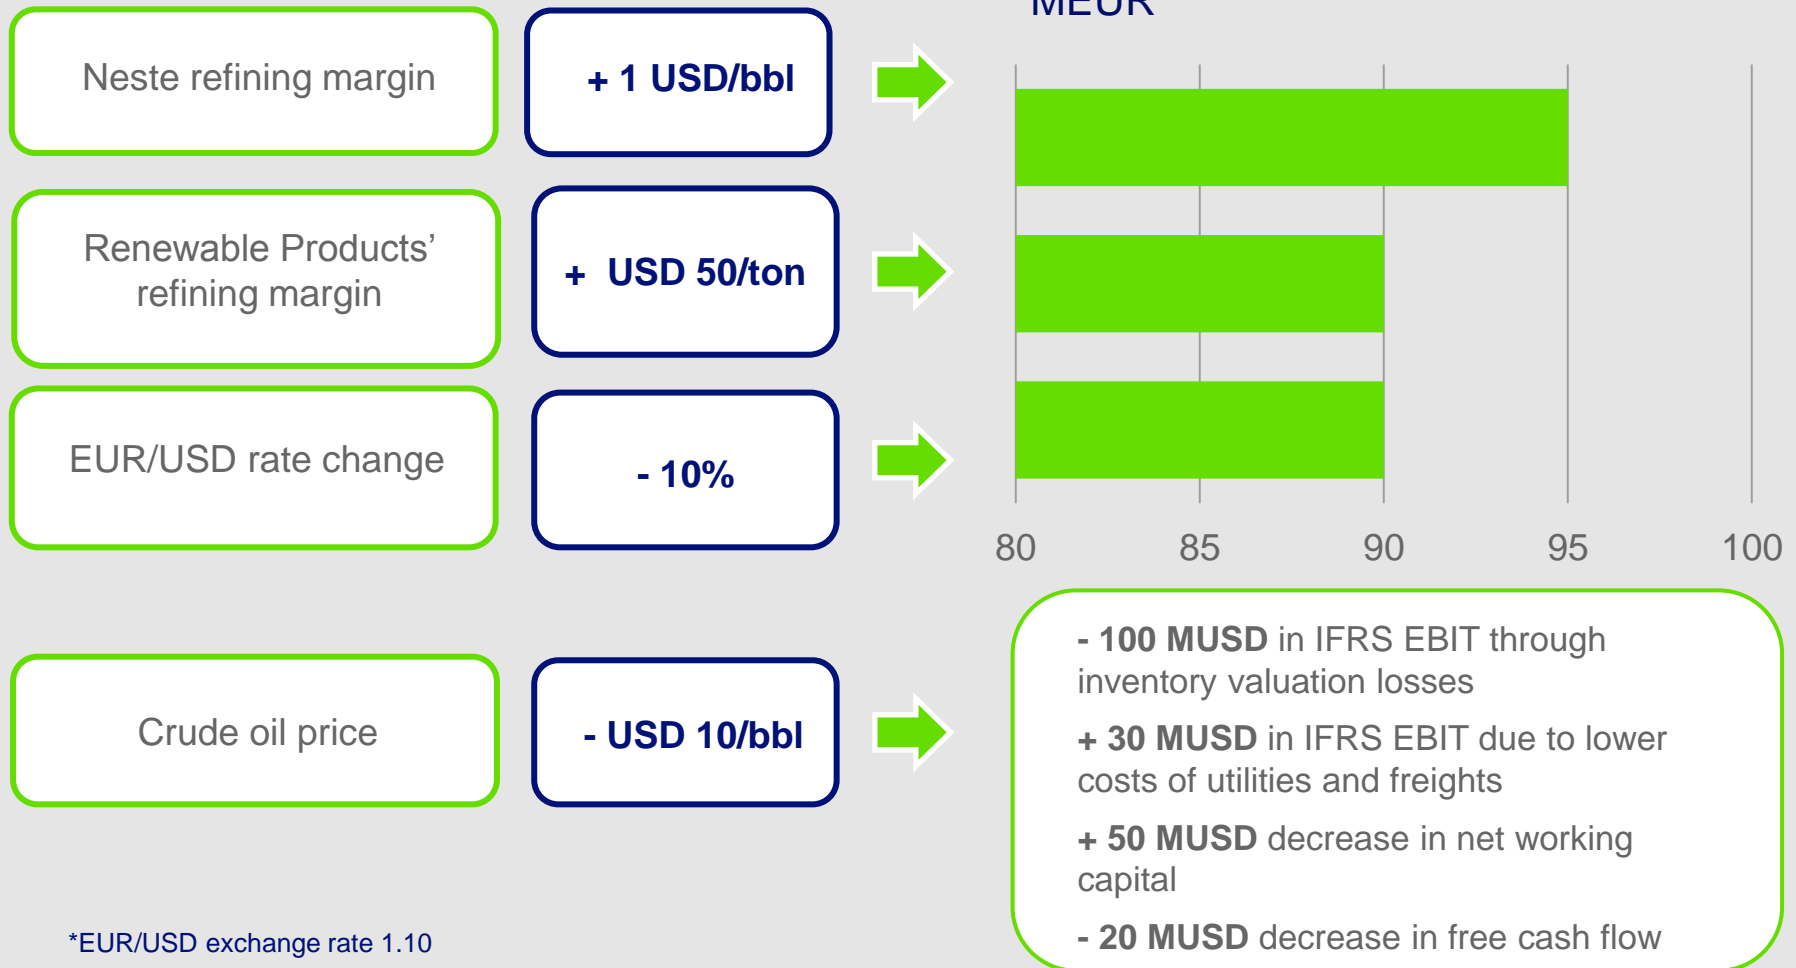 MEUR
Neste refining margin
+ 1 USD/bbl
Renewable Products’
refining margin
+ USD 50/ton
EUR/USD rate change
- 10%
80 85 90 95 100
Crude oil price
- USD 10/bbl
- 100 MUSD in IFRS EBIT through
inventory valuation losses
+ 30 MUSD in IFRS EBIT due to lower
costs of utilities and freights
+ 50 MUSD decrease in net working
capital
- 20 MUSD decrease in free cash flow
*EUR/USD exchange rate 1.10